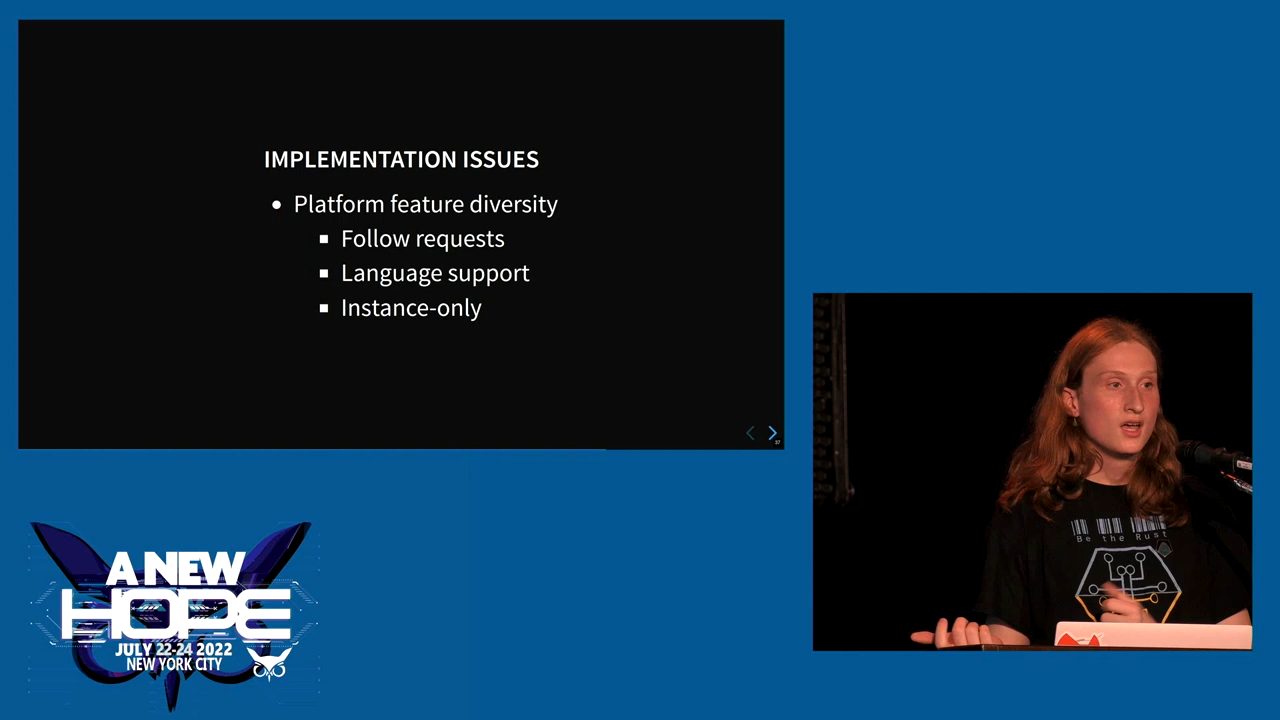 IMPLEMENTATION ISSUES
Platform feature diversity
Follow requests
Language support
Instance-only
37
A NEW
HOPE
JULY 22-24 2022
NEW YORK CITY
Be the Rust